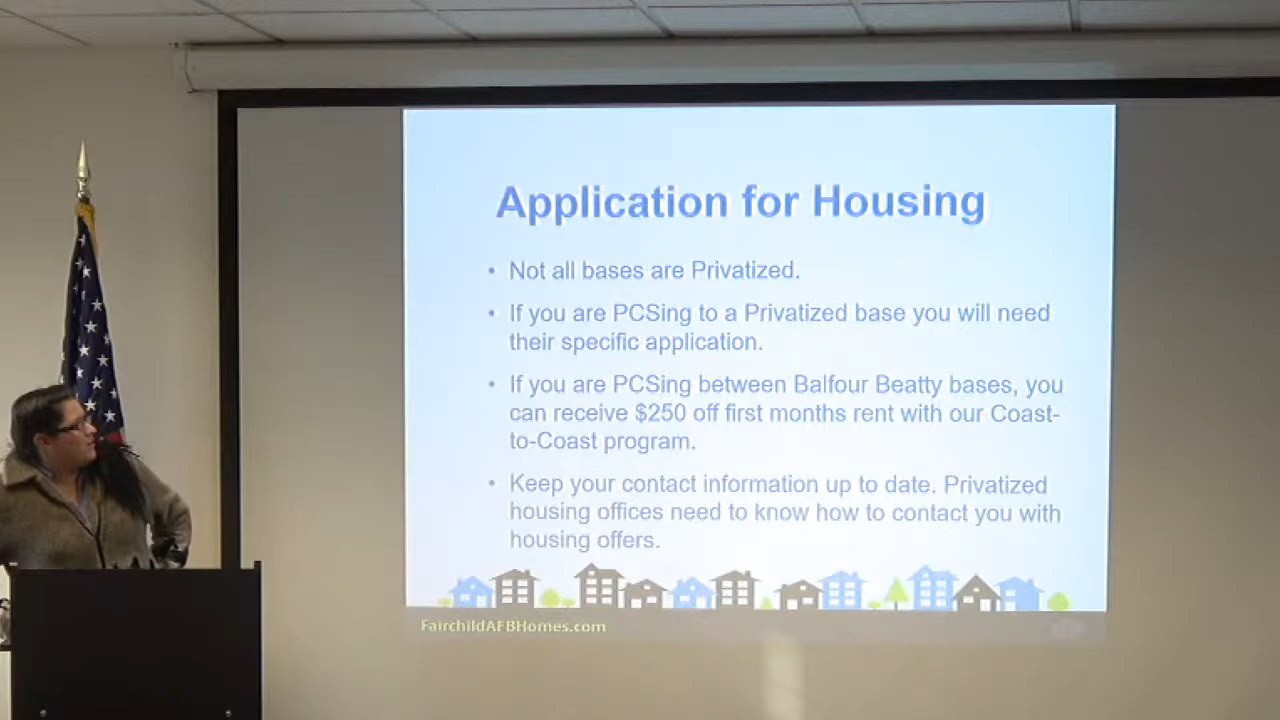 Application for Housing
• Not all bases are Privatized.
• If you are PCSing to a Privatized base you will need
their specific application.
• If you are PCSing between Balfour Beatty bases, you
can receive $250 off first months rent with our Coast-
to-Coast program.
• Keep your contact information up to date. Privatized
housing offices need to know how to contact you with
housing offers.
FairchildAFBHomes.com